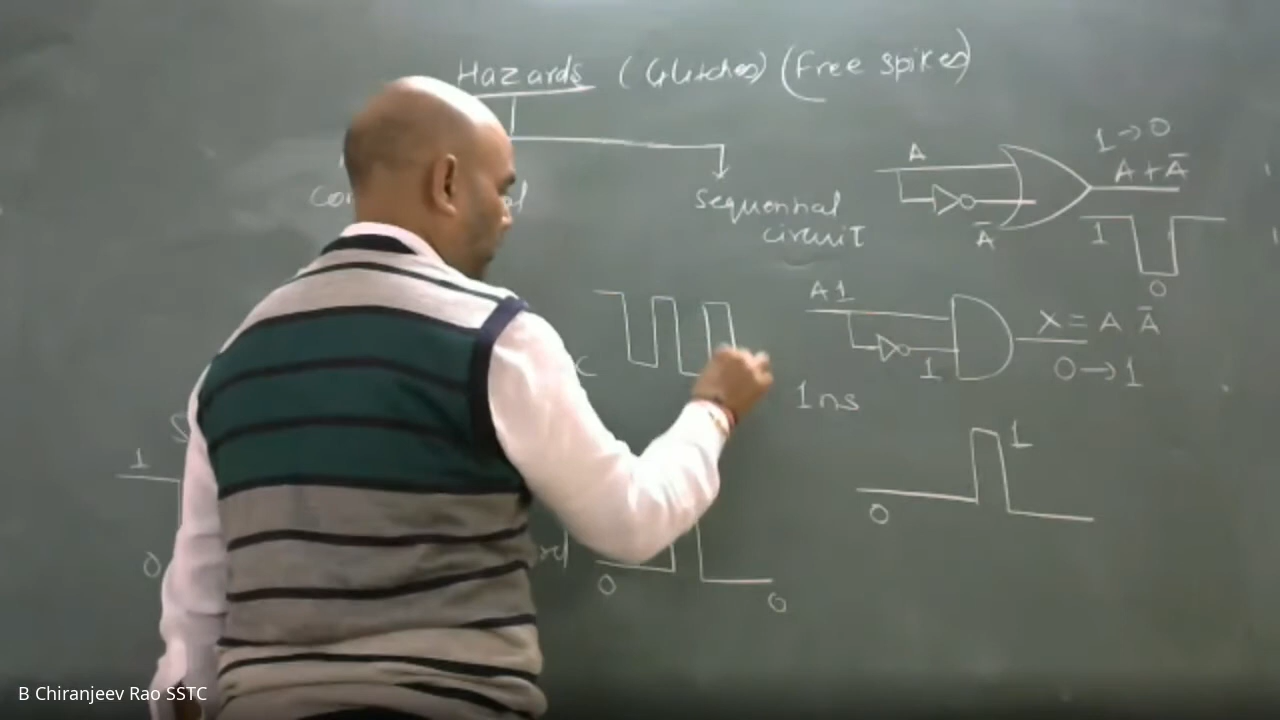 Hazards (Glitches) (Free spikes)
1 → 0
A
A + Ā
Ā
1
0
sequential
circuit
A 1
1
X = A Ā
0 → 1
1ns
1
0
1
0
0
0
B Chiranjeev Rao SSTC